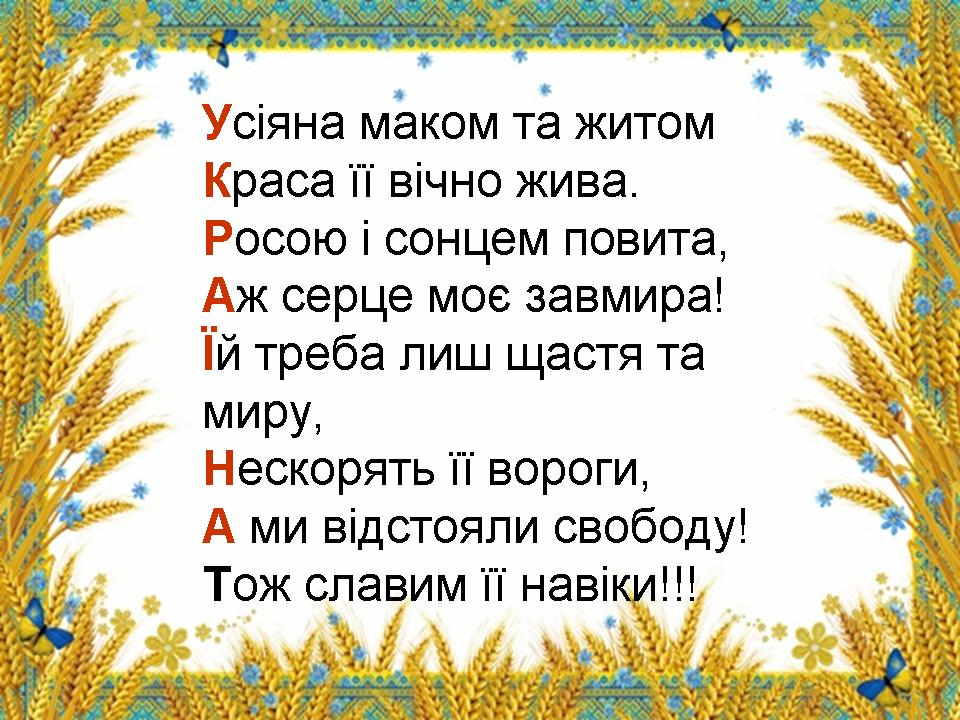 Усіяна маком та житом
Краса її вічно жива.
Росою і сонцем повита,
Аж серце моє завмира!
Їй треба лиш щастя та
миру,
Нескорять її вороги,
А ми відстояли свободу!
Тож славим її навіки!!!